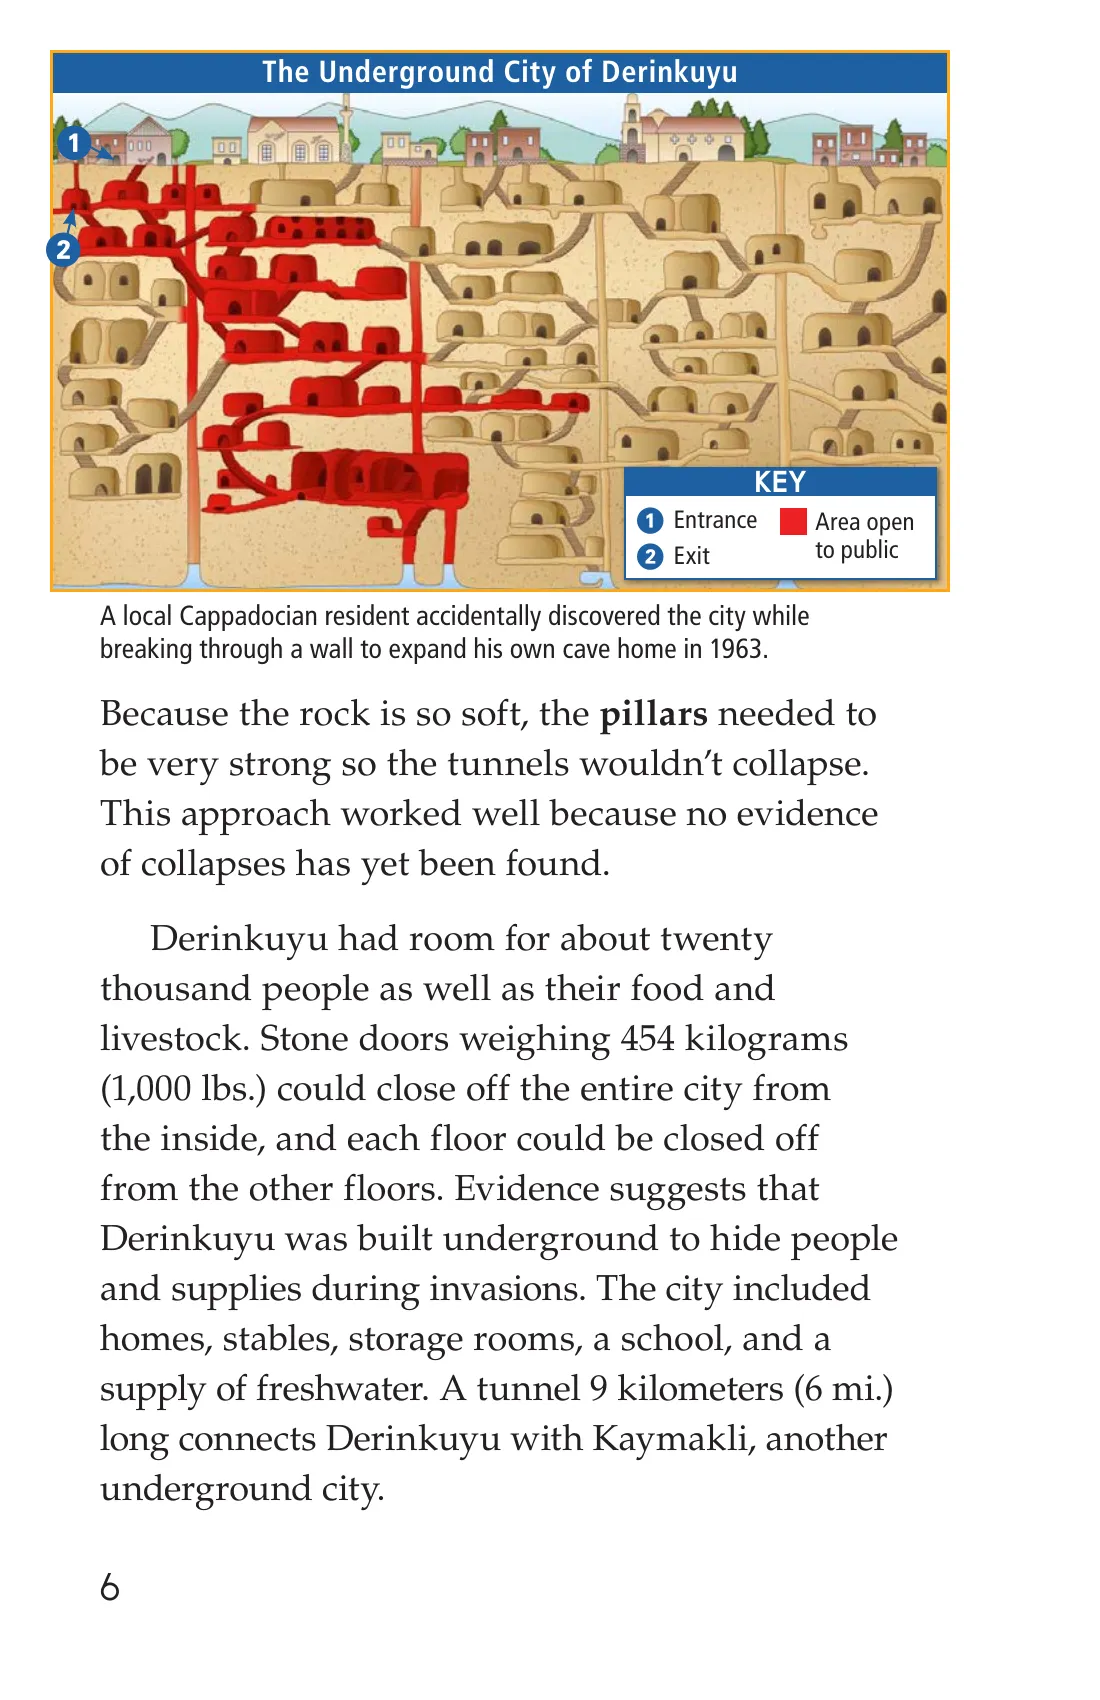 The Underground City of Derinkuyu
1
2
KEY
1 Entrance
2 Exit
Area open
to public
A local Cappadocian resident accidentally discovered the city while
breaking through a wall to expand his own cave home in 1963.
Because the rock is so soft, the pillars needed to
be very strong so the tunnels wouldn’t collapse.
This approach worked well because no evidence
of collapses has yet been found.
Derinkuyu had room for about twenty
thousand people as well as their food and
livestock. Stone doors weighing 454 kilograms
(1,000 lbs.) could close off the entire city from
the inside, and each floor could be closed off
from the other floors. Evidence suggests that
Derinkuyu was built underground to hide people
and supplies during invasions. The city included
homes, stables, storage rooms, a school, and a
supply of freshwater. A tunnel 9 kilometers (6 mi.)
long connects Derinkuyu with Kaymakli, another
underground city.
6